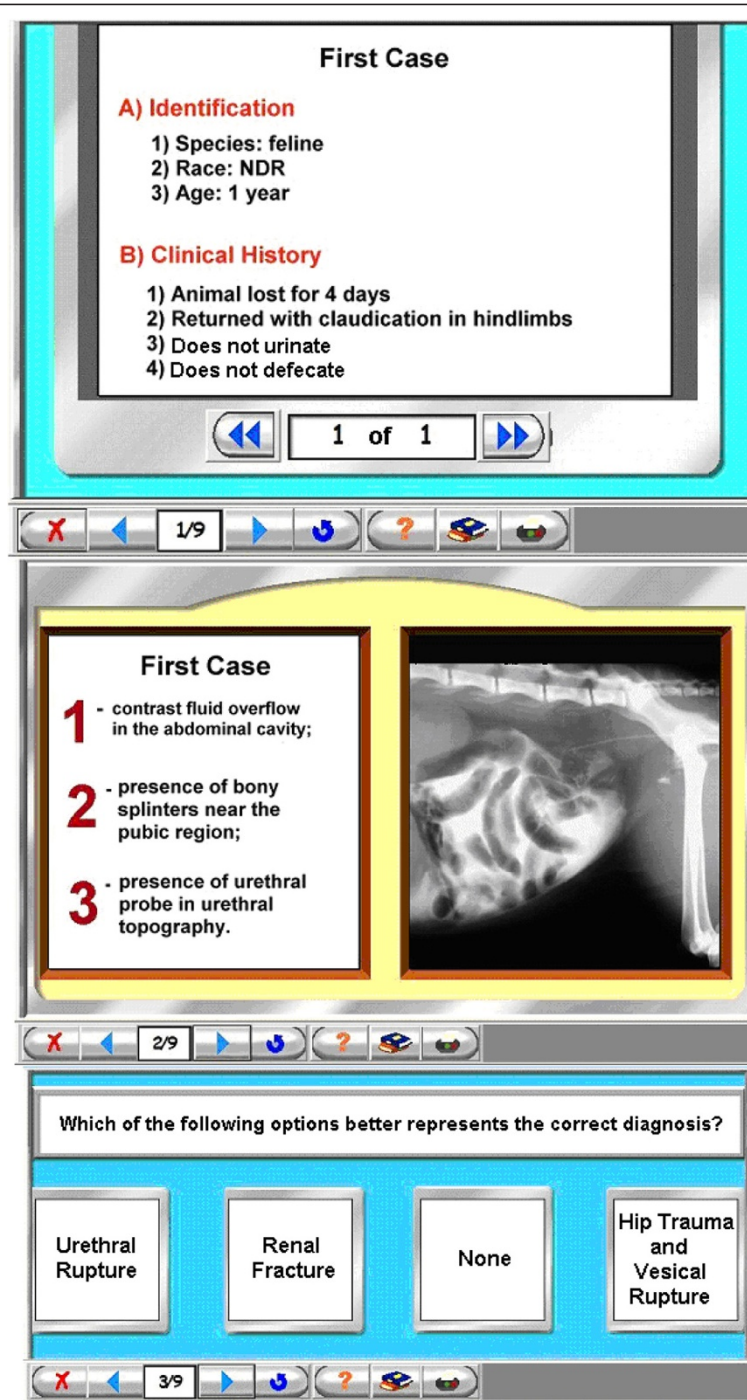 First Case
A) Identification
1) Species: feline
2) Race: NDR
3) Age: 1 year
B) Clinical History
1) Animal lost for 4 days
2) Returned with claudication in hindlimbs
3) Does not urinate
4) Does not defecate
1 of 1
1/9
?
First Case
1 - contrast fluid overflow
in the abdominal cavity;
2 - presence of bony
splinters near the
pubic region;
3 - presence of urethral
probe in urethral
topography.
2/9
?
Which of the following options better represents the correct diagnosis?
Urethral
Rupture
Renal
Fracture
None
Hip Trauma
and
Vesical
Rupture
3/9
?